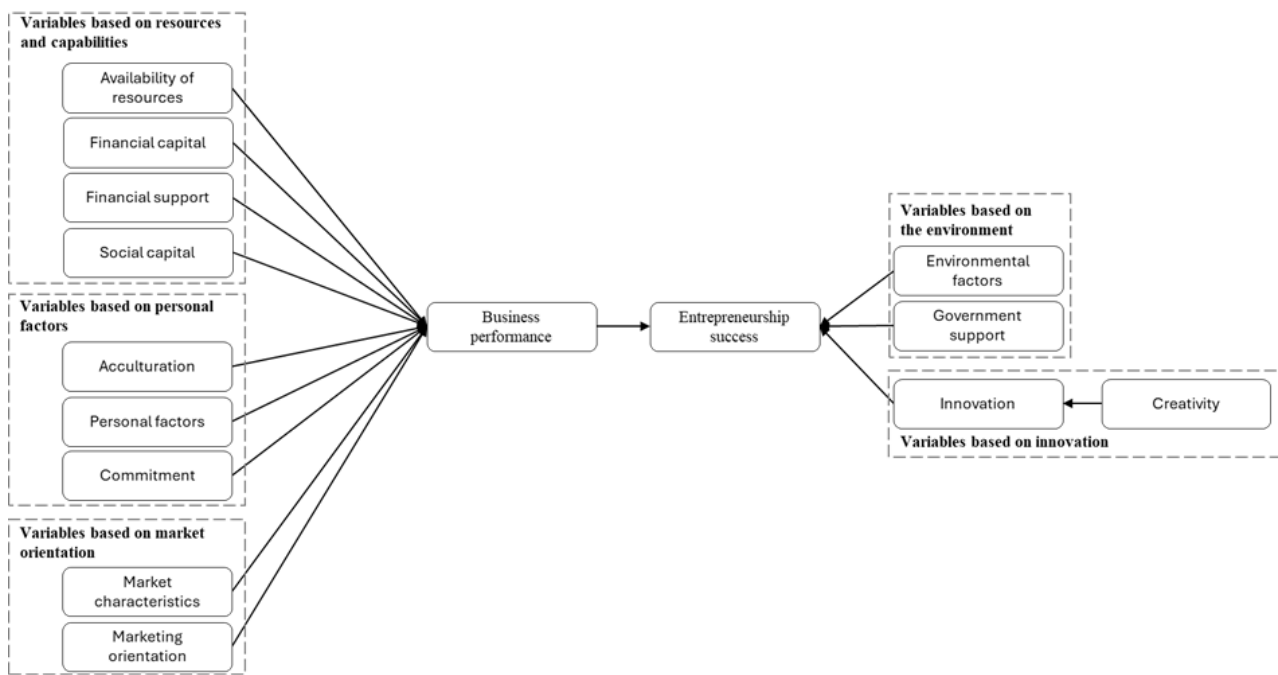 Variables based on resources
and capabilities
Availability of
resources
Financial capital
Financial support
Social capital
Variables based on personal
factors
Acculturation
Personal factors
Commitment
Variables based on market
orientation
Market
characteristics
Marketing
orientation
Business
performance
Entrepreneurship
success
Variables based on
the environment
Environmental
factors
Government
support
Innovation
Creativity
Variables based on innovation